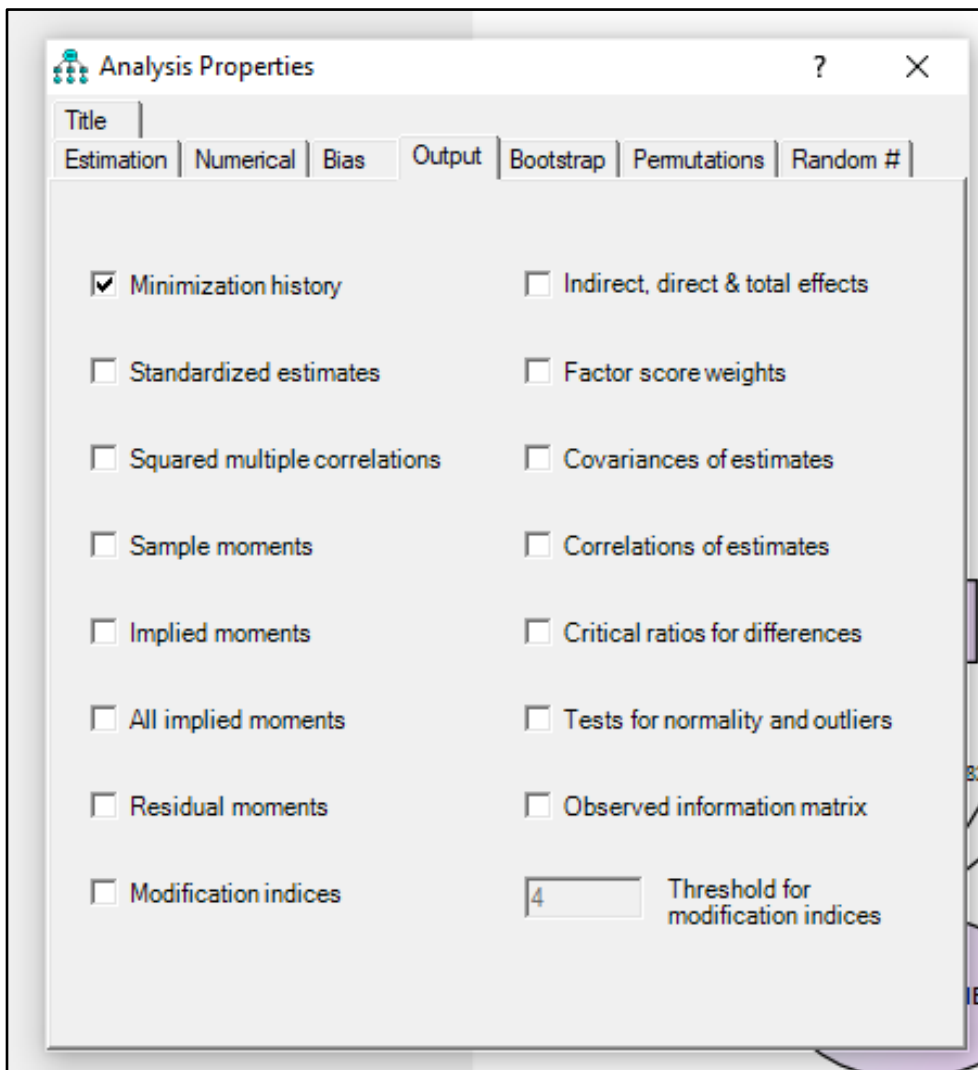 Analysis Properties ? X
Title
Estimation Numerical Bias Output Bootstrap Permutations Random #
Minimization history
Indirect, direct & total effects
Standardized estimates
Factor score weights
Squared multiple correlations
Covariances of estimates
Sample moments
Correlations of estimates
Implied moments
Critical ratios for differences
All implied moments
Tests for normality and outliers
Residual moments
Observed information matrix
Modification indices
4
Threshold for
modification indices